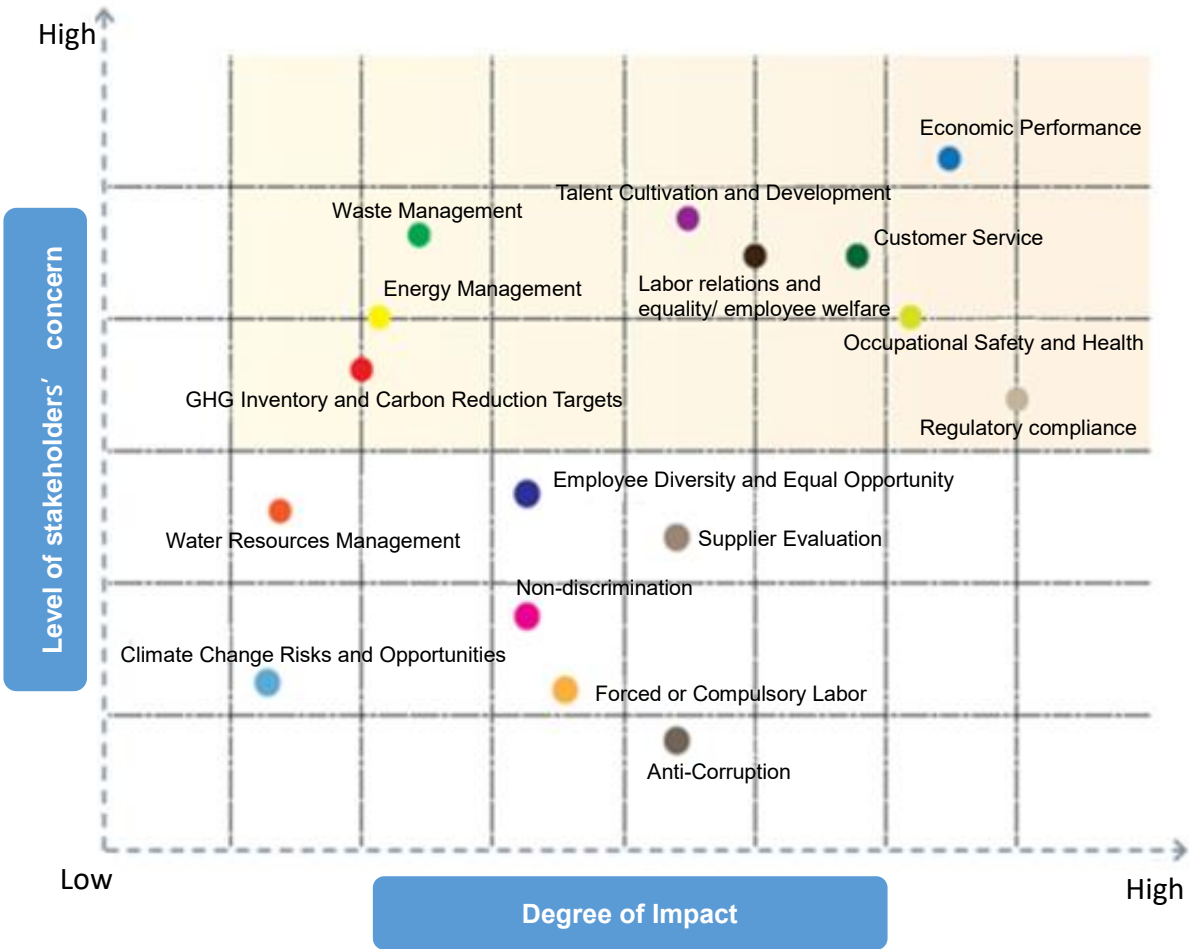 High
Economic Performance
Talent Cultivation and Development
Waste Management
Customer Service
Energy Management
Labor relations and
equality/ employee welfare
Occupational Safety and Health
GHG Inventory and Carbon Reduction Targets
Regulatory compliance
Level of stakeholders’ concern
Employee Diversity and Equal Opportunity
Water Resources Management
Supplier Evaluation
Non-discrimination
Climate Change Risks and Opportunities
Forced or Compulsory Labor
Anti-Corruption
Low
High
Degree of Impact